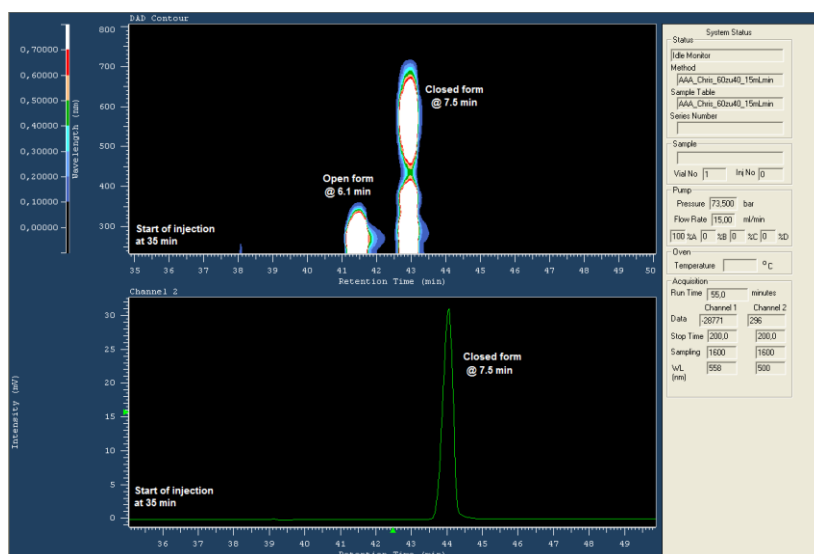 DAD Contour
0,70000
0,60000
0,50000
0,40000
0,30000
0,20000
0,10000
0,00000
Wavelength (nm)
800
700
600
500
400
300
Closed form
@ 7.5 min
Open form
@ 6.1 min
Start of injection
at 35 min
35 36 37 38 39 40 41 42 43 44 45 46 47 48 49 50
Retention Time (min)
Channel 2
Intensity (mV)
30
25
20
15
10
5
0
Closed form
@ 7.5 min
Start of injection
at 35 min
36 37 38 39 40 41 42 43 44 45 46 47 48 49
Retention Time (min)
System Status
Status
Idle Monitor
Method
AAA_Chris_60zu40_15mLmin
Sample Table
AAA_Chris_60zu40_15mLmin
Series Number
Sample
Vial No 1 Inj No 0
Pump
Pressure 73,500 bar
Flow Rate 15,00 ml/min
100 %A 0 %B 0 %C 0 %D
Oven
Temperature °C
Acquisition
Run Time 55,0 minutes
Channel 1 Channel 2
Data -28771 296
Stop Time 200,0 200,0
Sampling 1600 1600
WL 558 500
(nm)